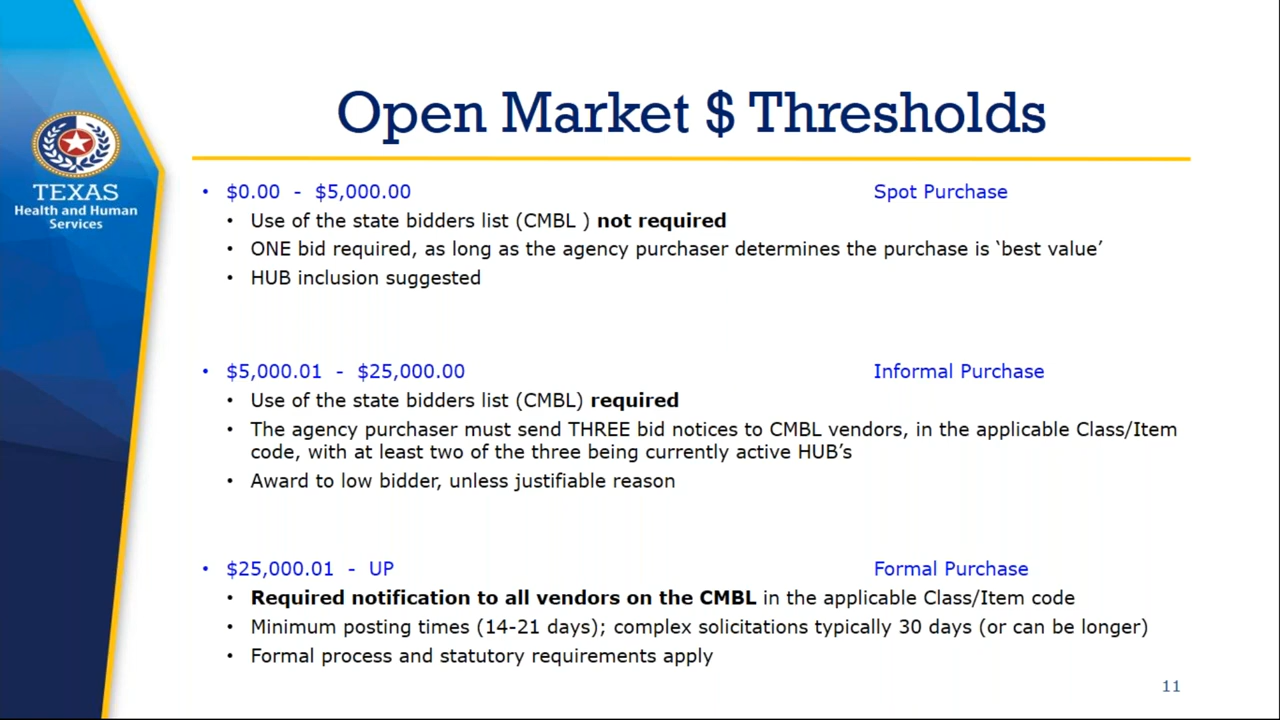 Open Market $ Thresholds
TEXAS
Health and Human
Services
• $0.00 - $5,000.00 Spot Purchase
• Use of the state bidders list (CMBL ) not required
• ONE bid required, as long as the agency purchaser determines the purchase is ‘best value’
• HUB inclusion suggested
• $5,000.01 - $25,000.00 Informal Purchase
• Use of the state bidders list (CMBL) required
• The agency purchaser must send THREE bid notices to CMBL vendors, in the applicable Class/Item
code, with at least two of the three being currently active HUB’s
• Award to low bidder, unless justifiable reason
• $25,000.01 - UP Formal Purchase
• Required notification to all vendors on the CMBL in the applicable Class/Item code
• Minimum posting times (14-21 days); complex solicitations typically 30 days (or can be longer)
• Formal process and statutory requirements apply
11